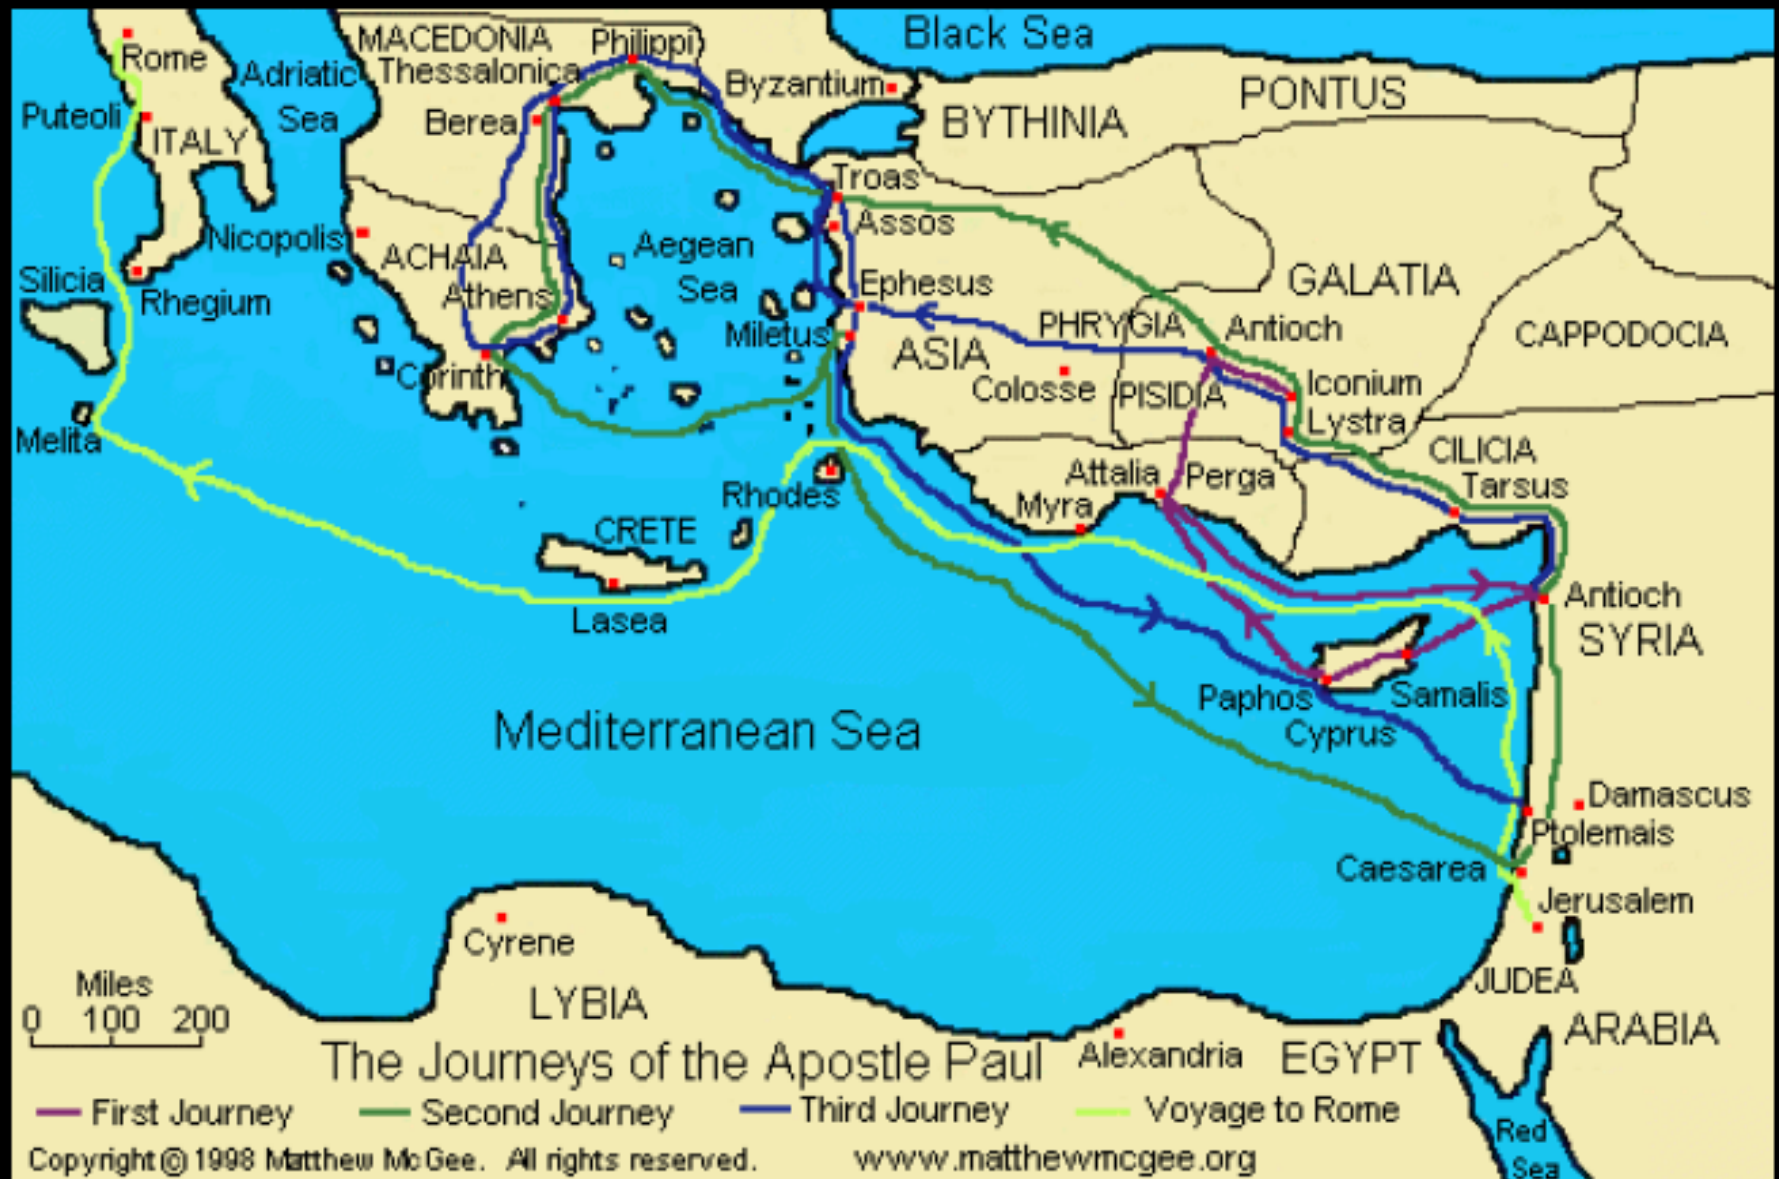 Black Sea
MACEDONIA
Philippi
Rome
Adriatic
Sea
Thessalonica
Byzantium
PONTUS
Puteoli
ITALY
Berea
BYTHINIA
Troas
Nicopolis
Assos
ACHAIA
Aegean
Sea
Silicia
Rhegium
Athens
Ephesus
GALATIA
Miletus
PHRYGIA
Antioch
CAPPODOCIA
ASIA
Corinth
Colosse
PISIDIA
Iconium
Lystra
Melita
CILICIA
Attalia
Perga
Tarsus
Rhodes
Myra
CRETE
Lasea
Antioch
SYRIA
Paphos
Samalis
Cyprus
Mediterranean Sea
Damascus
Ptolemais
Caesarea
Jerusalem
Cyrene
JUDEA
Miles
0 100 200
LYBIA
ARABIA
The Journeys of the Apostle Paul
Alexandria
EGYPT
First Journey
Second Journey
Third Journey
Voyage to Rome
Red
Sea
Copyright © 1998 Matthew McGee. All rights reserved.
www.matthewmcgee.org